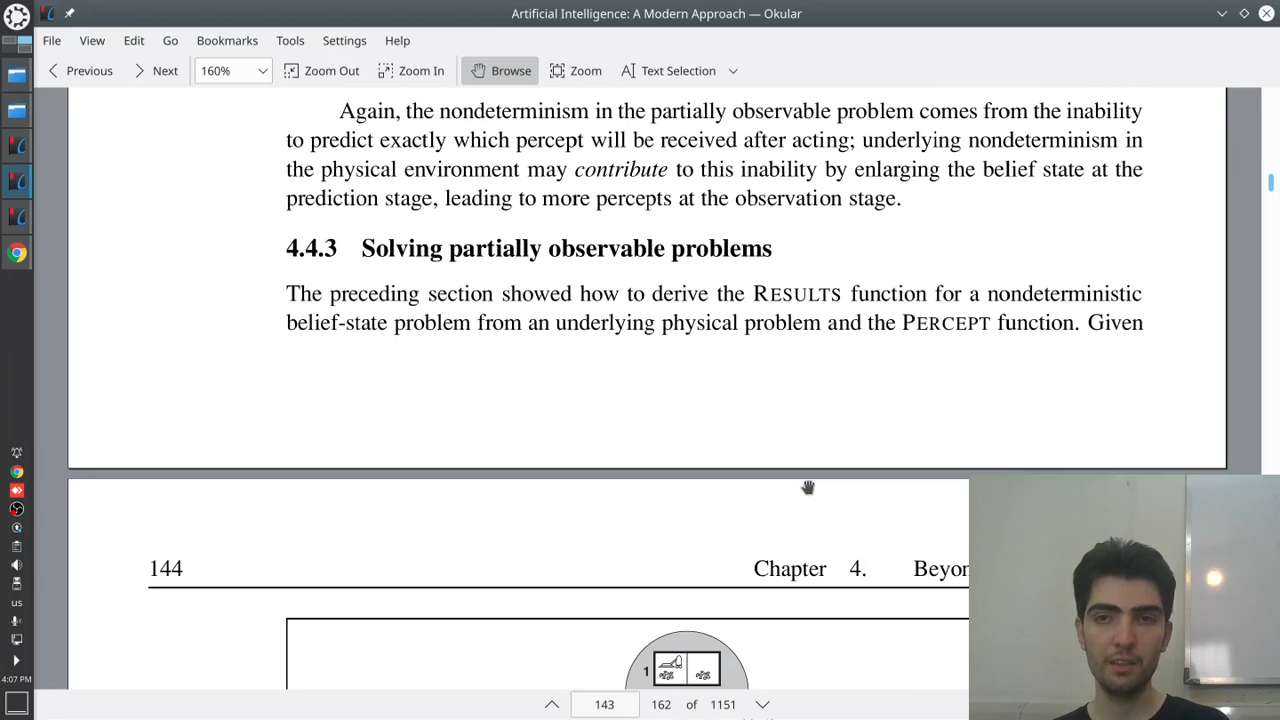 Artificial Intelligence: A Modern Approach — Okular
File View Edit Go Bookmarks Tools Settings Help
Previous Next 160% Zoom Out Zoom In Browse Zoom Text Selection
Again, the nondeterminism in the partially observable problem comes from the inability
to predict exactly which percept will be received after acting; underlying nondeterminism in
the physical environment may contribute to this inability by enlarging the belief state at the
prediction stage, leading to more percepts at the observation stage.
4.4.3 Solving partially observable problems
The preceding section showed how to derive the RESULTS function for a nondeterministic
belief-state problem from an underlying physical problem and the PERCEPT function. Given
144 Chapter 4. Beyon
1
us
4:07 PM
143 162 of 1151